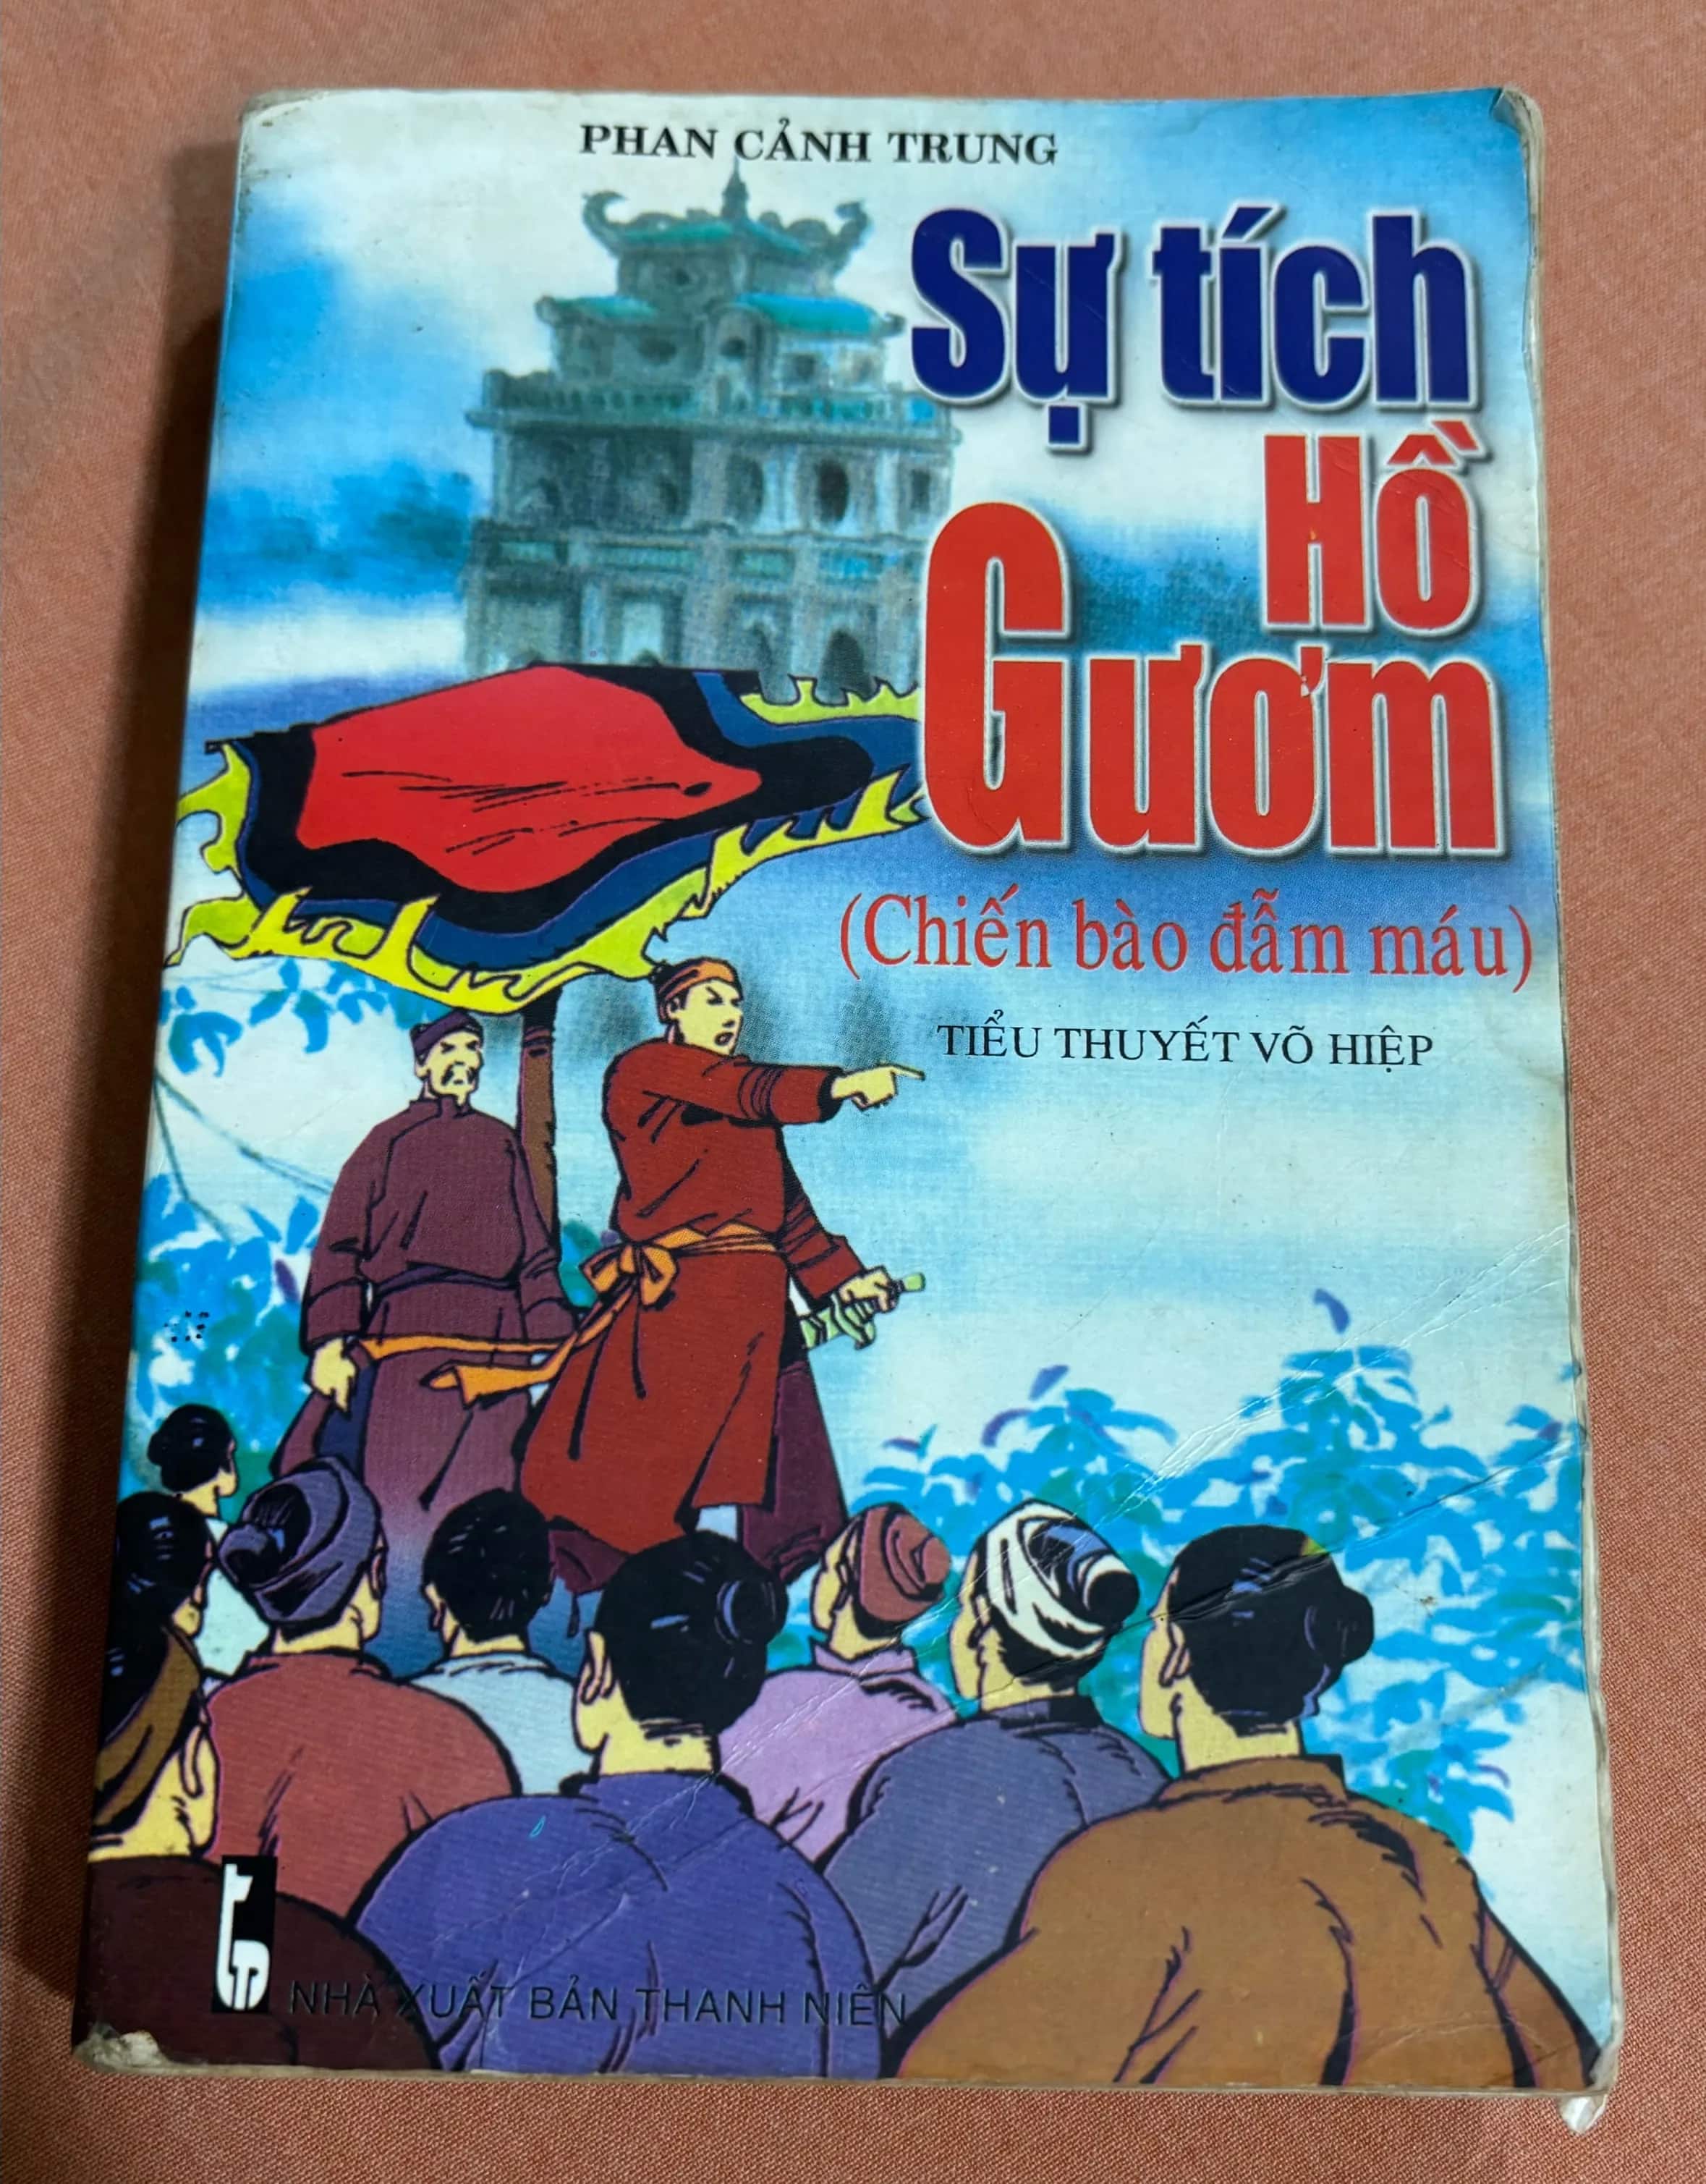 PHAN CẢNH TRUNG
Sự tích
Hồ
Gươm
(Chiến bào đẫm máu)
TIỂU THUYẾT VÕ HIỆP
NHÀ XUẤT BẢN THANH NIÊN